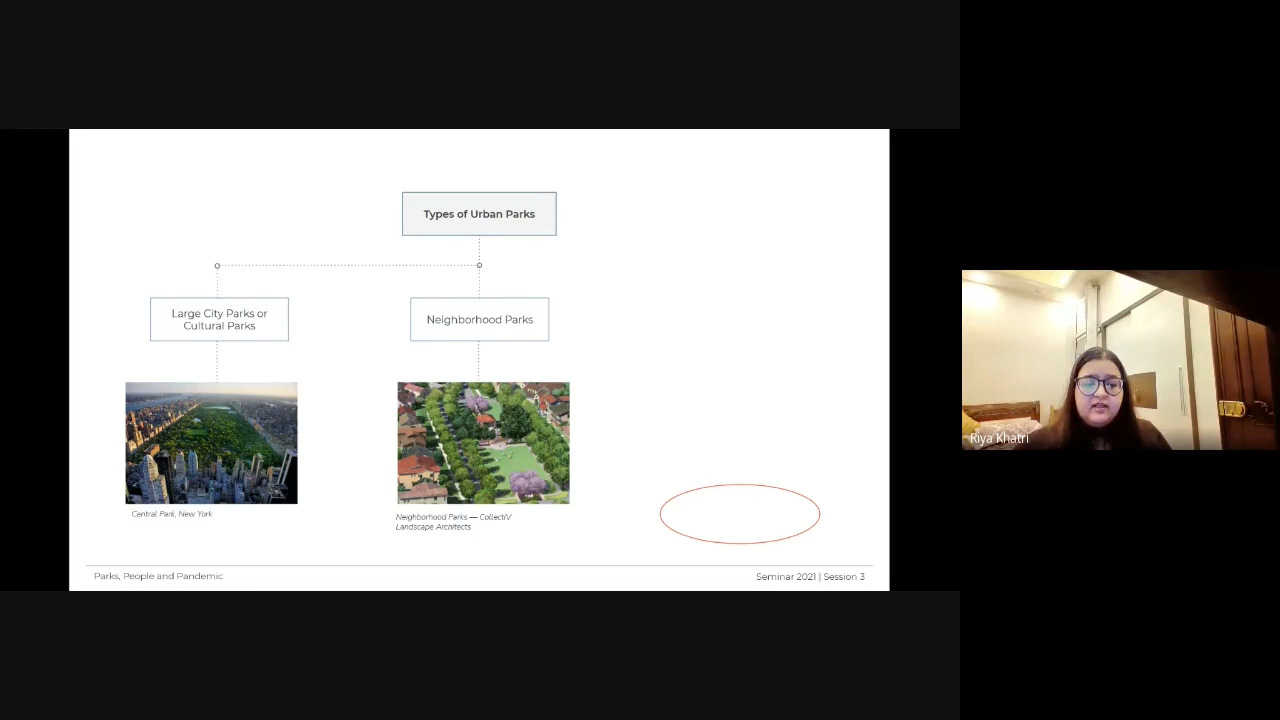 Types of Urban Parks
Large City Parks or
Cultural Parks
Neighborhood Parks
Central Park, New York
Neighborhood Parks — CollectiV
Landscape Architects
Parks, People and Pandemic
Seminar 2021 | Session 3
Riya Khatri